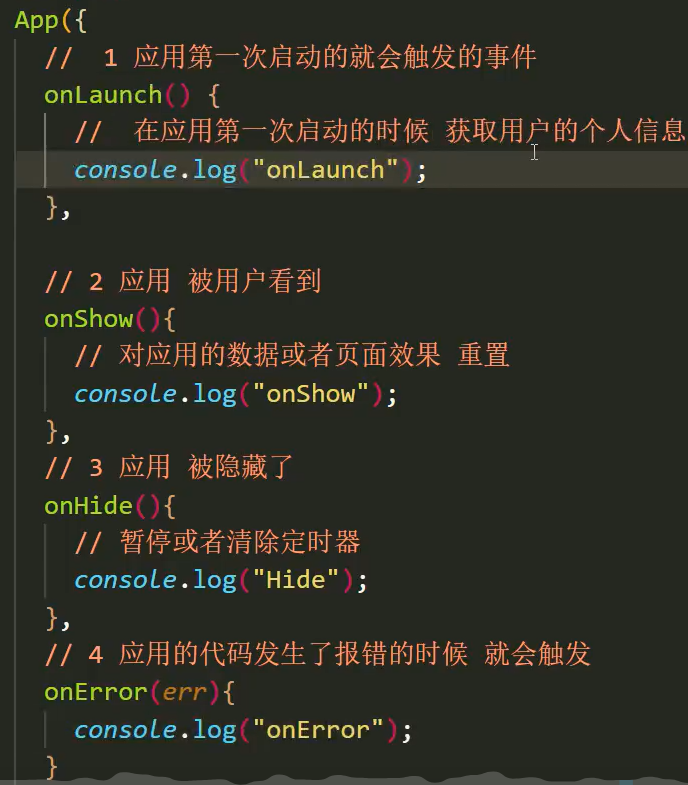 App({
//  1 应用第一次启动的就会触发的事件
onLaunch() {
//  在应用第一次启动的时候 获取用户的个人信息
console.log("onLaunch");
},
// 2 应用 被用户看到
onShow(){
// 对应用的数据或者页面效果 重置
console.log("onShow");
},
// 3 应用 被隐藏了
onHide(){
// 暂停或者清除定时器
console.log("Hide");
},
// 4 应用的代码发生了报错的时候 就会触发
onError(err){
console.log("onError");
}